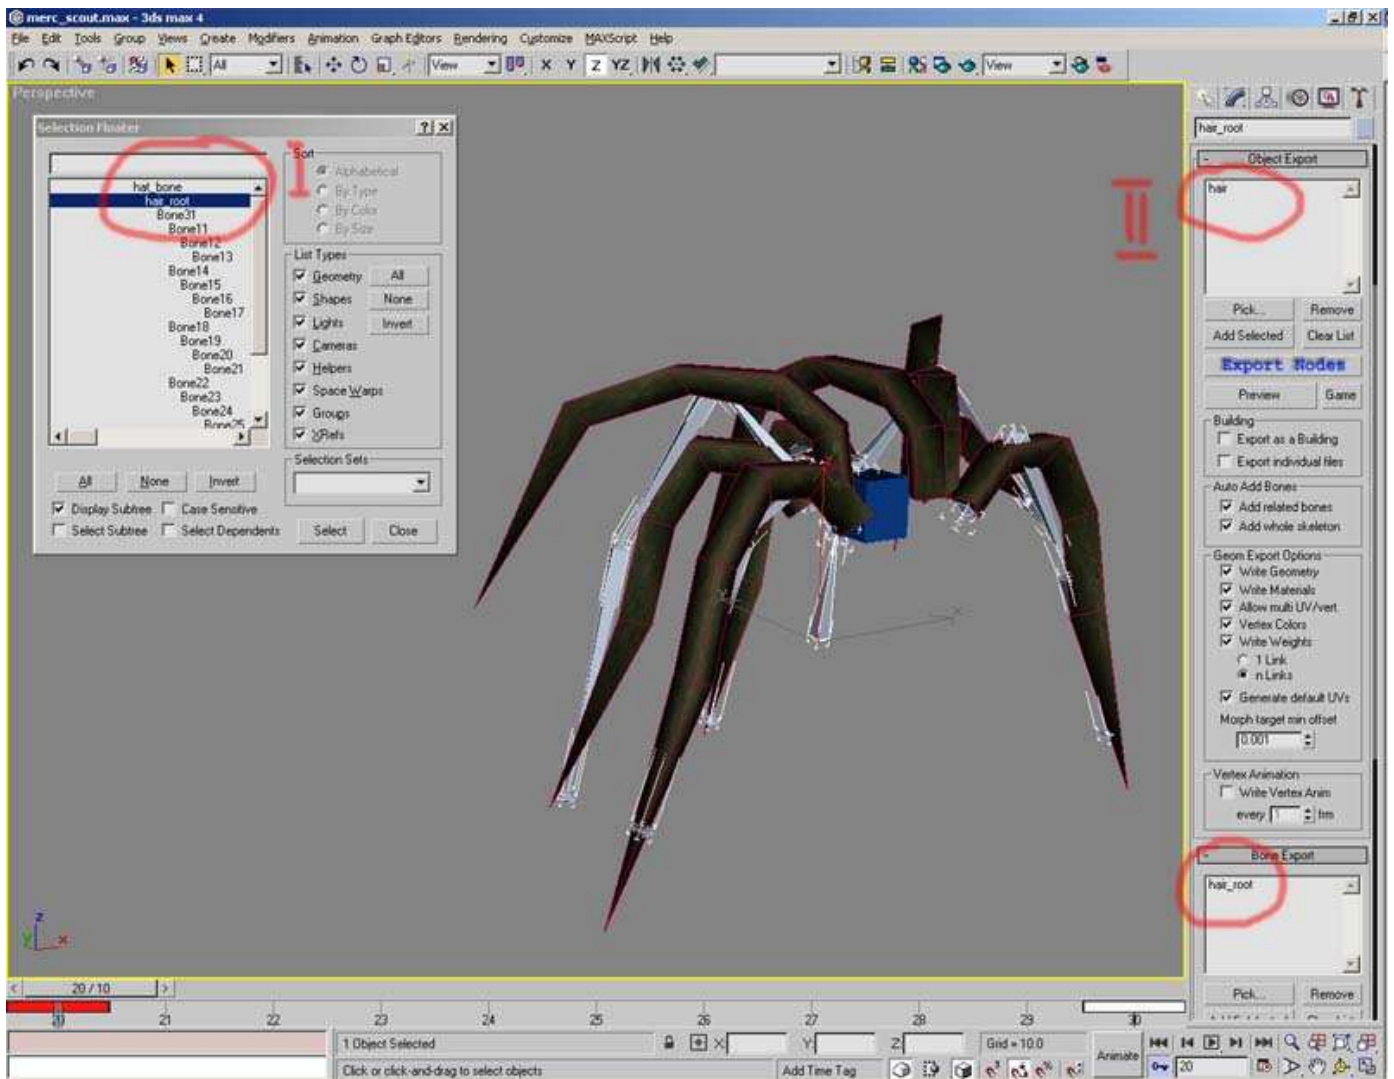 merc_scout.max - 3ds max 4
File Edit Tools Group Views Create Modifiers Animation Graph Editors Rendering Customize MAXScript Help
All View X Y Z YZ View
Perspective
Selection Floater
hat_bone
hair_root
Bone31
Bone11
Bone12
Bone13
Bone14
Bone15
Bone16
Bone17
Bone18
Bone19
Bone20
Bone21
Bone22
Bone23
Bone24
Bone25
All None Invert
Display Subtree Case Sensitive
Select Subtree Select Dependents
Sort
Alphabetical
By Type
By Color
By Size
List Types
Geometry All
Shapes None
Lights Invert
Cameras
Helpers
Space Warps
Groups
XRefs
Selection Sets
Select Close
I
II
hair_root
- Object Export
hair
Pick... Remove
Add Selected Clear List
Export Nodes
Preview Game
Building
Export as a Building
Export individual files
Auto Add Bones
Add related bones
Add whole skeleton
Geom Export Options
Write Geometry
Write Materials
Allow multi UV/vert.
Vertex Colors
Write Weights
1 Link
n Links
Generate default UVs
Morph target min offset
0.001
Vertex Animation
Write Vertex Anim
every 1 frm
- Bone Export
hair_root
Pick... Remove
z
y x
< 20 / 10 >
20 21 22 23 24 25 26 27 28 29 30
1 Object Selected X Y Z Grid = 10.0
Click or click-and-drag to select objects Add Time Tag Animate 20